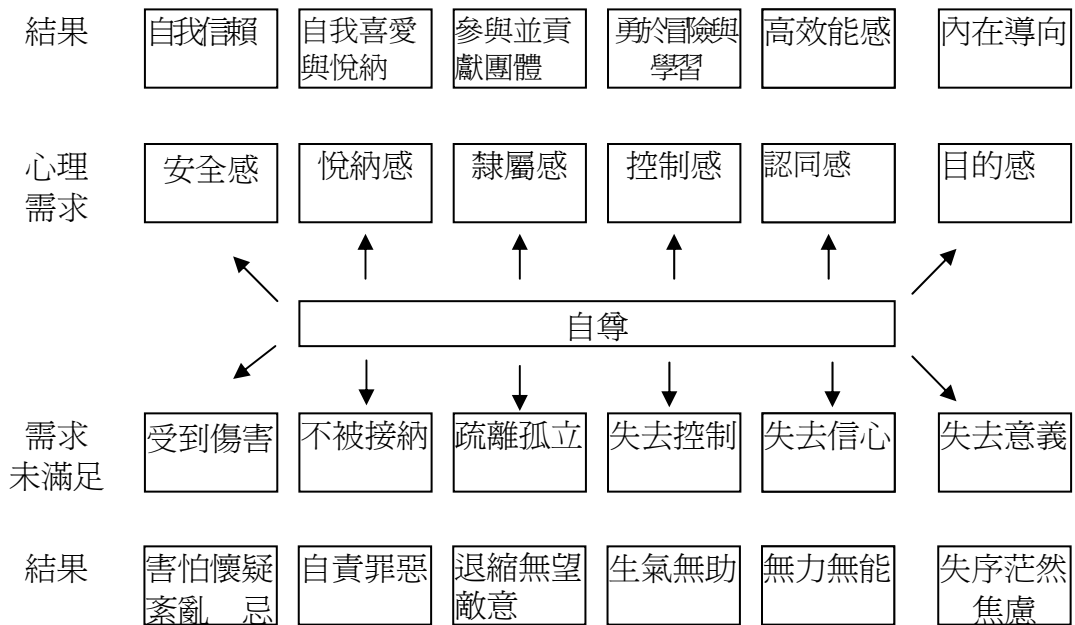 結果
自我信賴
自我喜愛
與悅納
參與並貢
獻團體
勇於冒險與
學習
高效能感
內在導向
心理
需求
安全感
悅納感
隸屬感
控制感
認同感
目的感
自尊
需求
未滿足
受到傷害
不被接納
疏離孤立
失去控制
失去信心
失去意義
結果
害怕懷疑
紊亂 忌
自責罪惡
退縮無望
敵意
生氣無助
無力無能
失序茫然
焦慮